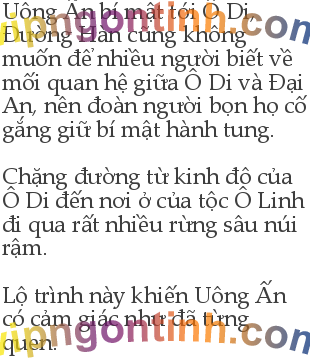 Uông Ấn bí mật tới Ô Di,
Đường Hân cũng không
muốn để nhiều người biết về
mối quan hệ giữa Ô Di và Đại
An, nên đoàn người bọn họ cố
gắng giữ bí mật hành tung.
Chặng đường từ kinh đô của
Ô Di đến nơi ở của tộc Ô Linh
đi qua rất nhiều rừng sâu núi
rậm.
Lộ trình này khiến Uông Ấn
có cảm giác như đã từng
quen.
vipngontinh.com
vipngontinh.com